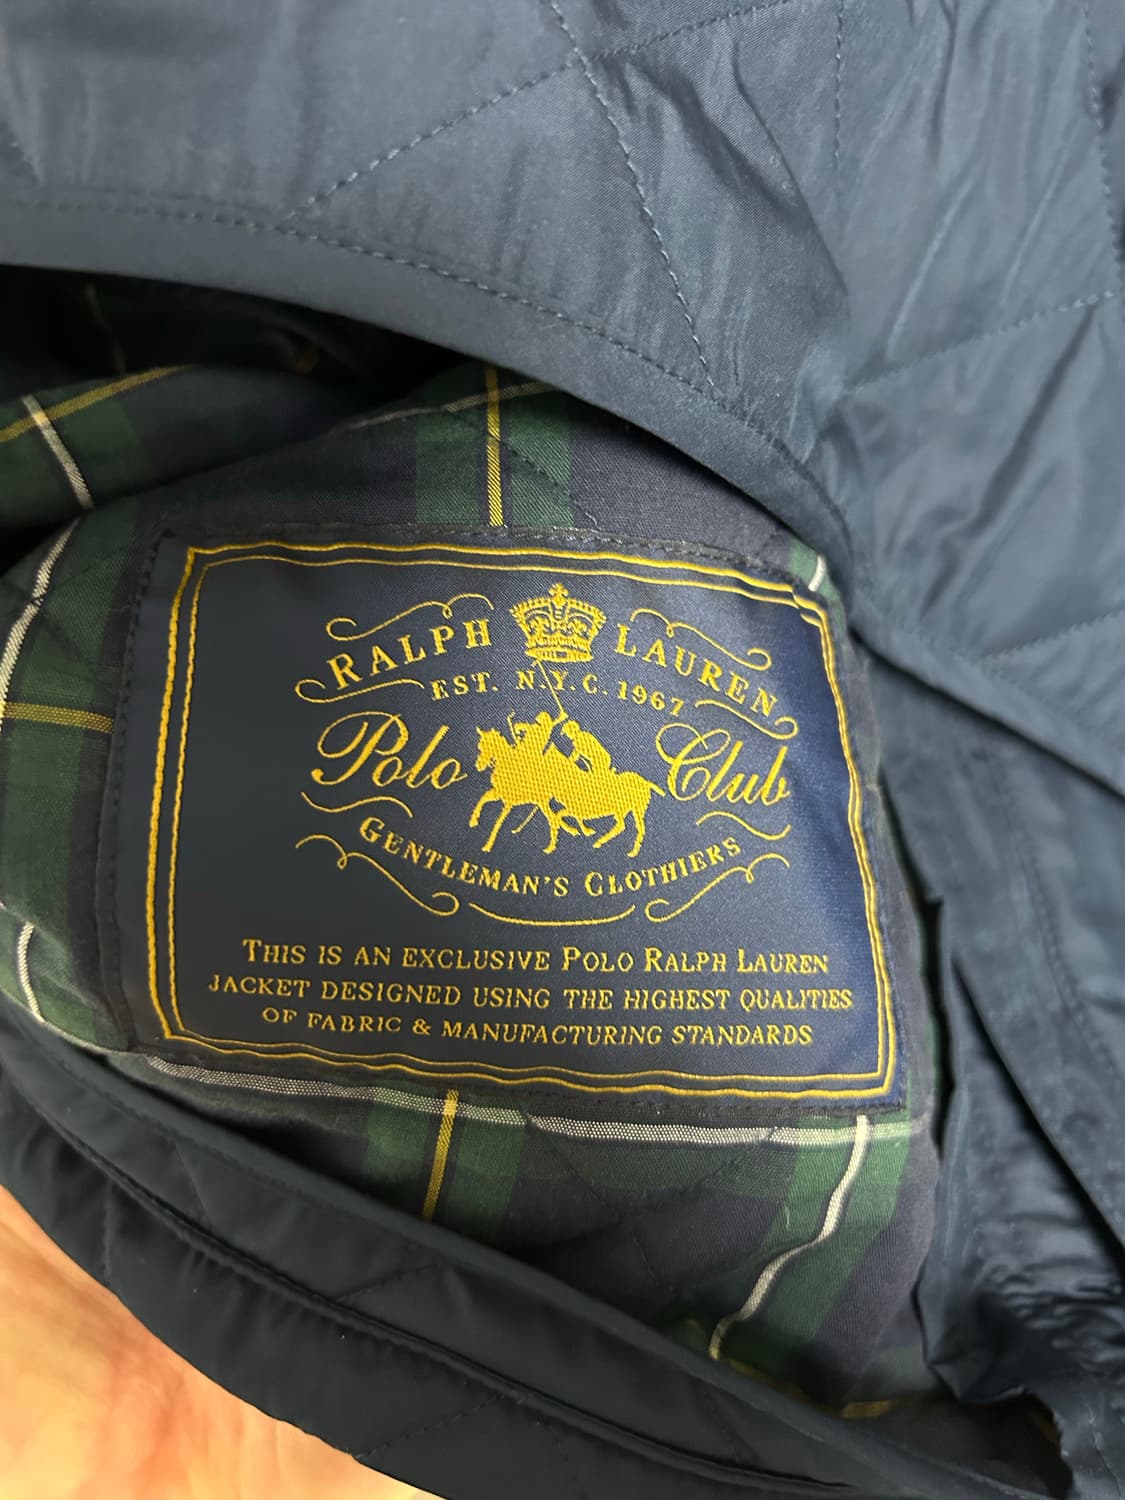 RALPH LAUREN
EST. N.Y.C. 1967
Polo Club
GENTLEMAN'S CLOTHIERS
THIS IS AN EXCLUSIVE POLO RALPH LAUREN
JACKET DESIGNED USING THE HIGHEST QUALITIES
OF FABRIC & MANUFACTURING STANDARDS